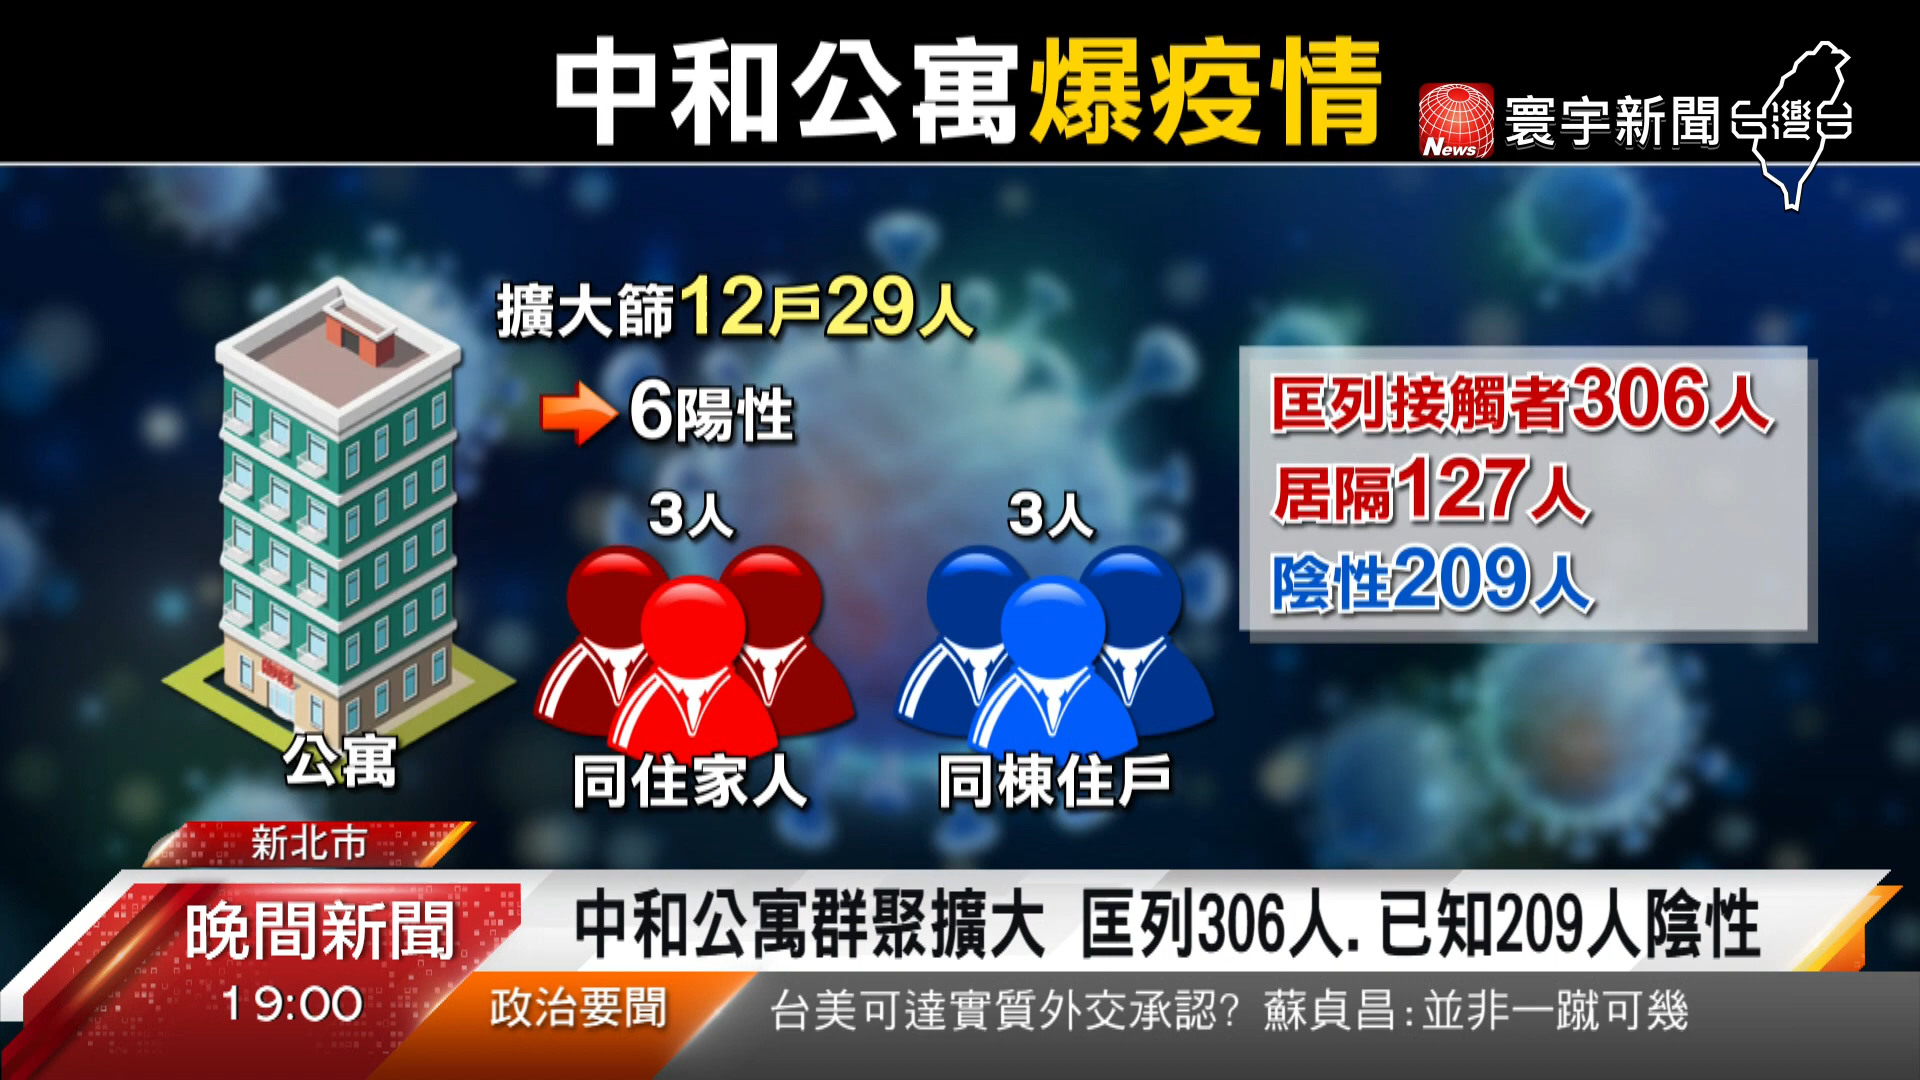 中和公寓爆疫情
News 寰宇新聞 台灣台
擴大篩12戶29人
6陽性
3人
3人
匡列接觸者306人
居隔127人
陰性209人
公寓
同住家人
同棟住戶
新北市
晚間新聞
19:00
中和公寓群聚擴大 匡列306人.已知209人陰性
政治要聞
台美可達實質外交承認? 蘇貞昌:並非一蹴可幾